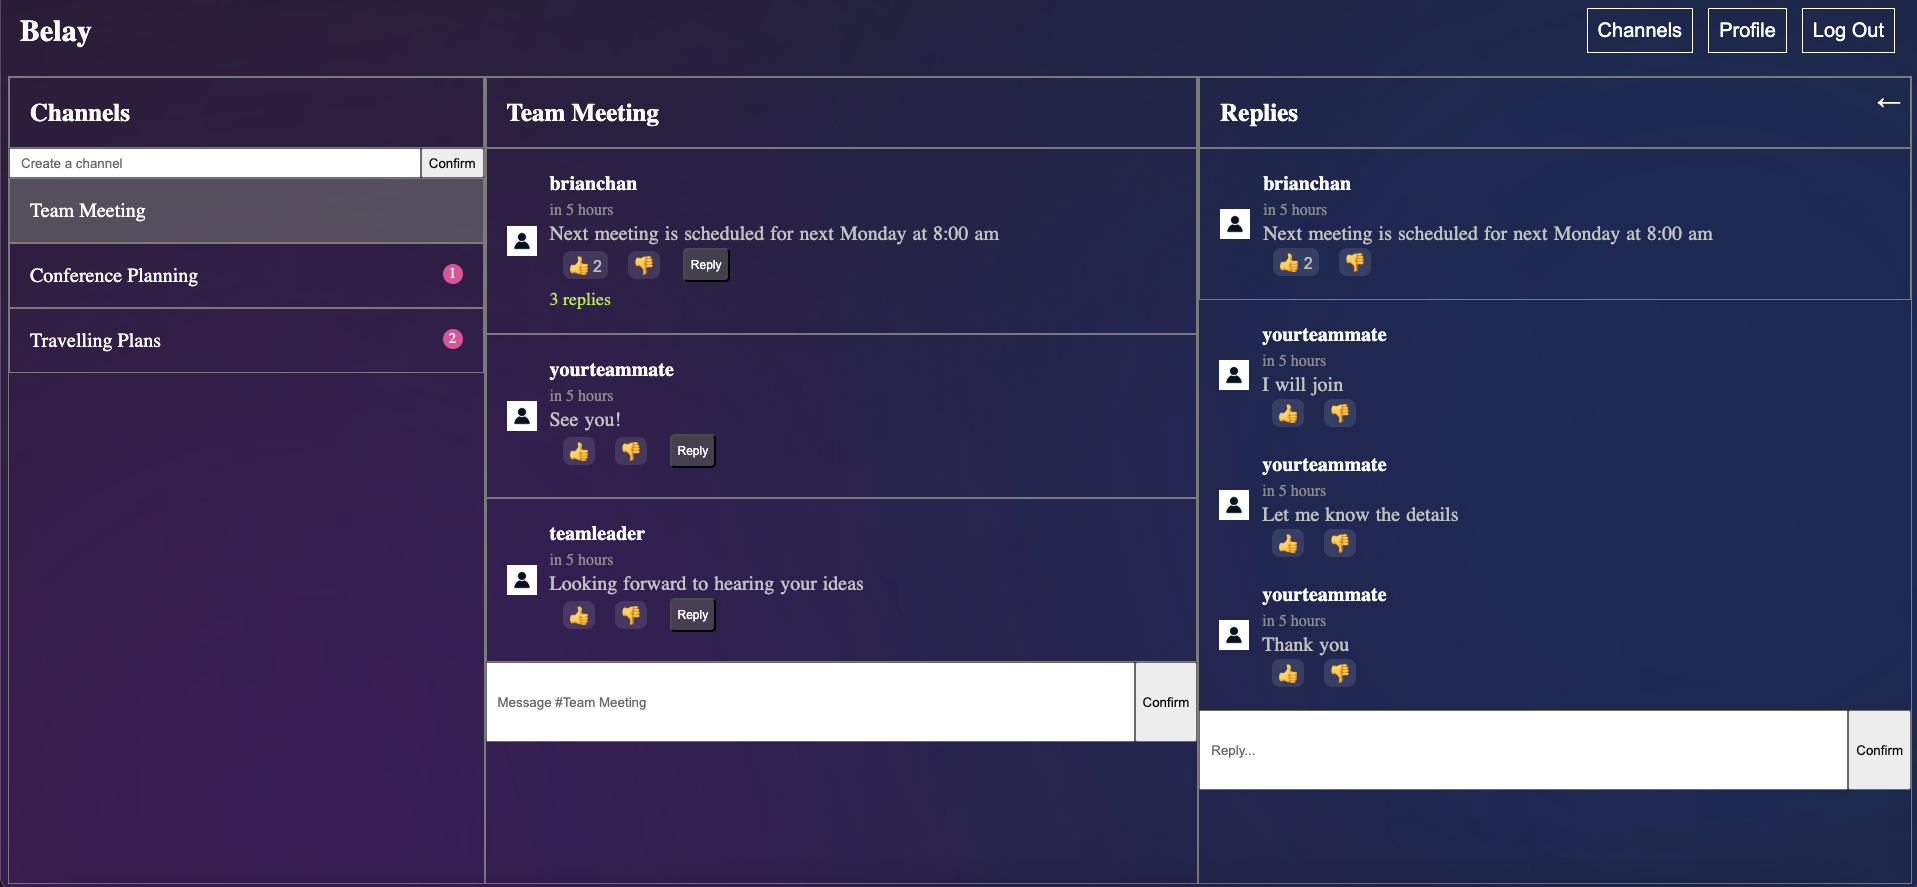 Belay
Channels
Profile
Log Out
Channels
Create a channel
Confirm
Team Meeting
Conference Planning
1
Travelling Plans
2
Team Meeting
brianchan
in 5 hours
Next meeting is scheduled for next Monday at 8:00 am
2
Reply
3 replies
yourteammate
in 5 hours
See you!
Reply
teamleader
in 5 hours
Looking forward to hearing your ideas
Reply
Message #Team Meeting
Confirm
Replies
brianchan
in 5 hours
Next meeting is scheduled for next Monday at 8:00 am
2
yourteammate
in 5 hours
I will join
yourteammate
in 5 hours
Let me know the details
yourteammate
in 5 hours
Thank you
Reply...
Confirm